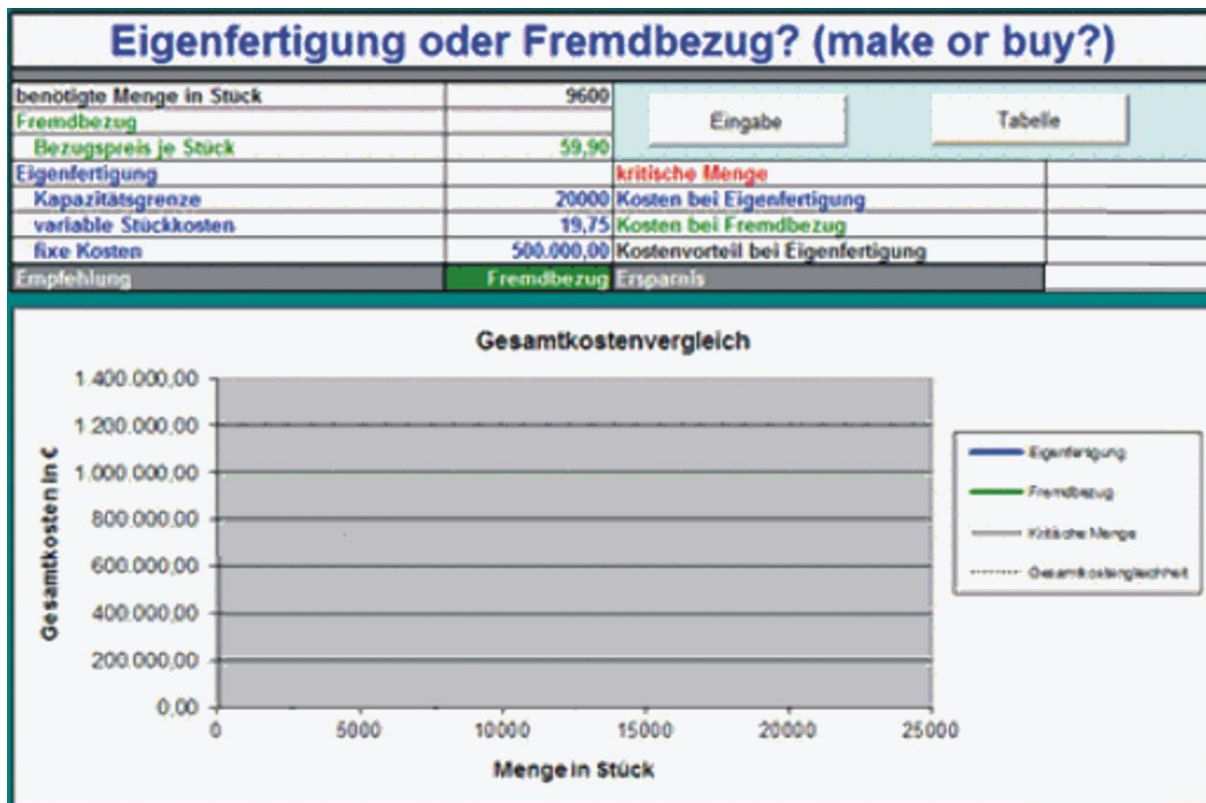 Eigenfertigung oder Fremdbezug? (make or buy?)
benötigte Menge in Stück 9600
Fremdbezug
Bezugspreis je Stück 59,90
Eingabe Tabelle
Eigenfertigung kritische Menge
Kapazitätsgrenze 20000 Kosten bei Eigenfertigung
variable Stückkosten 19,75 Kosten bei Fremdbezug
fixe Kosten 500.000,00 Kostenvorteil bei Eigenfertigung
Empfehlung Fremdbezug Ersparnis
Gesamtkostenvergleich
Gesamtkosten in €
1.400.000,00
1.200.000,00
1.000.000,00
800.000,00
600.000,00
400.000,00
200.000,00
0,00
0 5000 10000 15000 20000 25000
Menge in Stück
Eigenfertigung
Fremdbezug
Kritische Menge
Gesamtkostengleichheit